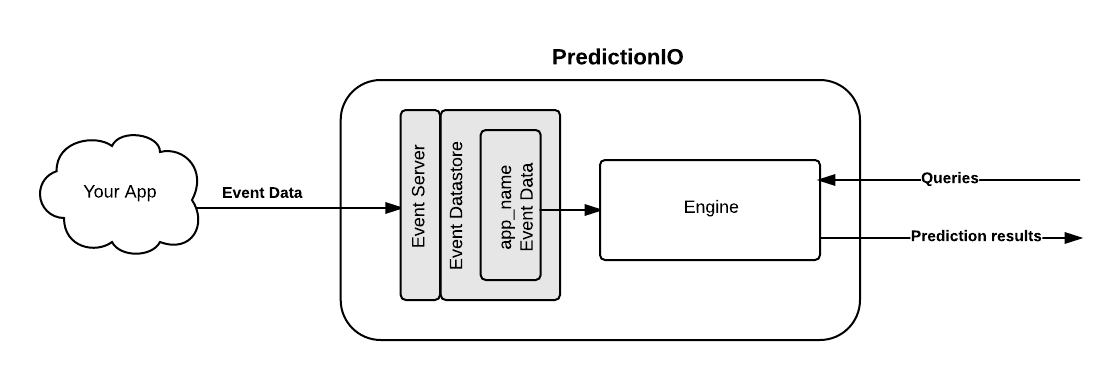 PredictionIO
Your App
Event Data
Event Server
Event Datastore
app_name
Event Data
Engine
Queries
Prediction results